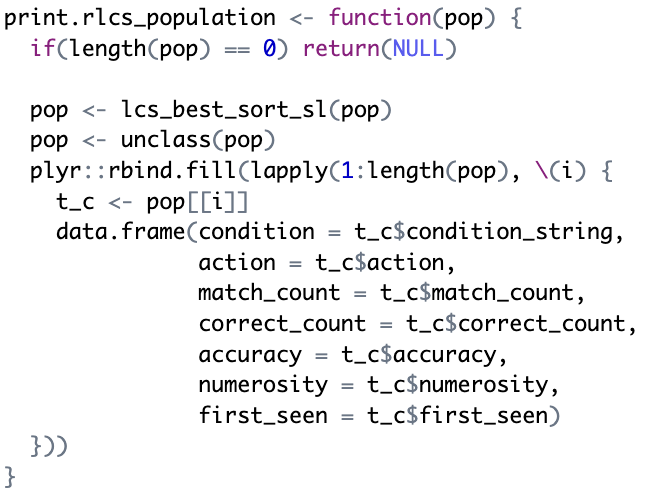 print.rlcs_population <- function(pop) {
  if(length(pop) == 0) return(NULL)

  pop <- lcs_best_sort_sl(pop)
  pop <- unclass(pop)
  plyr::rbind.fill(lapply(1:length(pop), \(i) {
    t_c <- pop[[i]]
    data.frame(condition = t_c$condition_string,
               action = t_c$action,
               match_count = t_c$match_count,
               correct_count = t_c$correct_count,
               accuracy = t_c$accuracy,
               numerosity = t_c$numerosity,
               first_seen = t_c$first_seen)
  }))
}